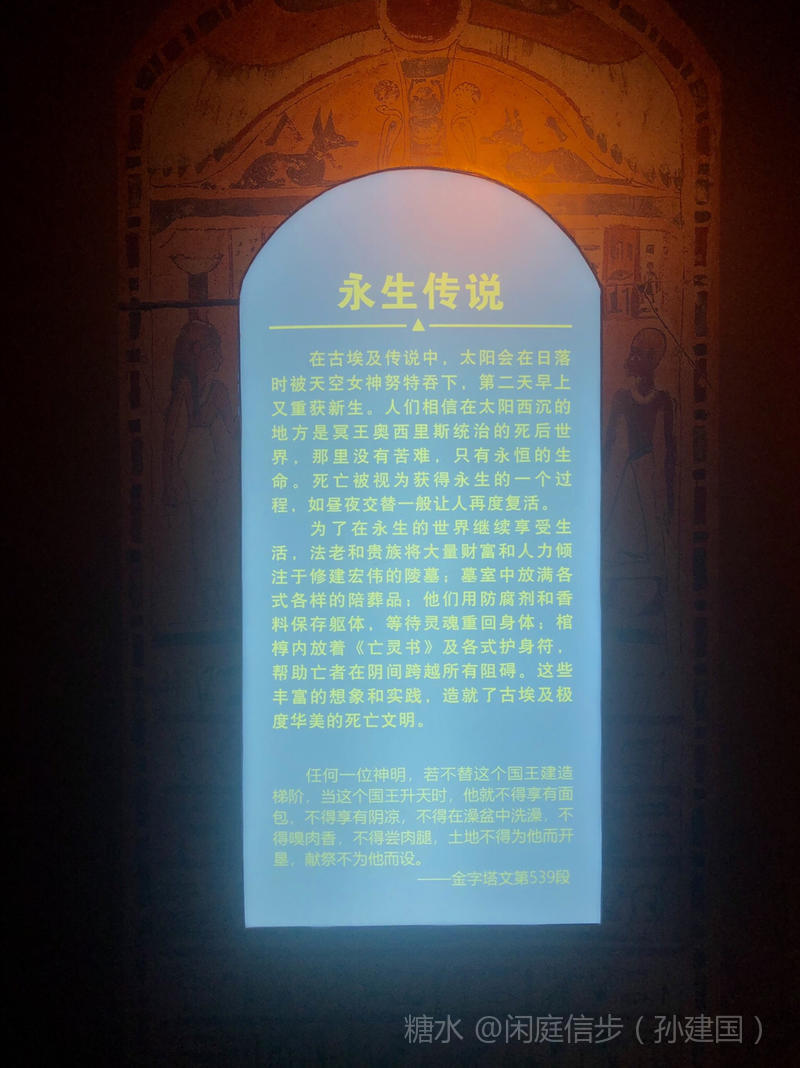 永生传说
在古埃及传说中，太阳会在日落
时被天空女神努特吞下，第二天早上
又重获新生。人们相信在太阳西沉的
地方是冥王奥西里斯统治的死后世
界，那里没有苦难，只有永恒的生
命。死亡被视为获得永生的一个过
程，如昼夜交替一般让人再度复活。
为了在永生的世界继续享受生
活，法老和贵族将大量财富和人力倾
注于修建宏伟的陵墓；墓室中放满各
式各样的陪葬品；他们用防腐剂和香
料保存躯体，等待灵魂重回身体；棺
椁内放着《亡灵书》及各式护身符，
帮助亡者在阴间跨越所有阻碍。这些
丰富的想象和实践，造就了古埃及极
度华美的死亡文明。
任何一位神明，若不替这个国王建造
梯阶，当这个国王升天时，他就不得享有面
包，不得享有阴凉，不得在澡盆中洗澡，不
得嗅肉香，不得尝肉腿，土地不得为他而开
垦，献祭不为他而设。
——金字塔文第539段
糖水 @闲庭信步（孙建国）